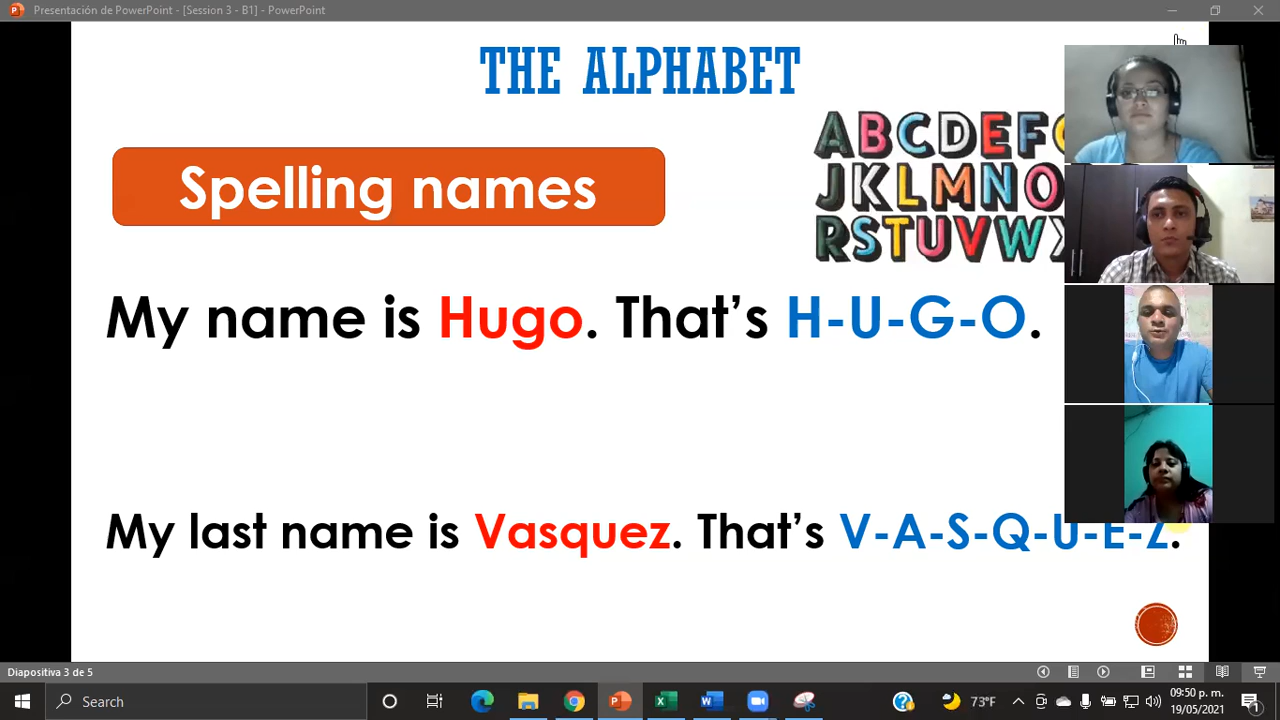 Presentación de PowerPoint - [Session 3 - B1] - PowerPoint
THE ALPHABET
Spelling names
ABCDEF
JKLMNO
RSTUVW
My name is Hugo. That's H-U-G-O.
My last name is Vasquez. That's V-A-S-Q-U-E-Z.
Diapositiva 3 de 5
Search
73°F
09:50 p. m.
19/05/2021